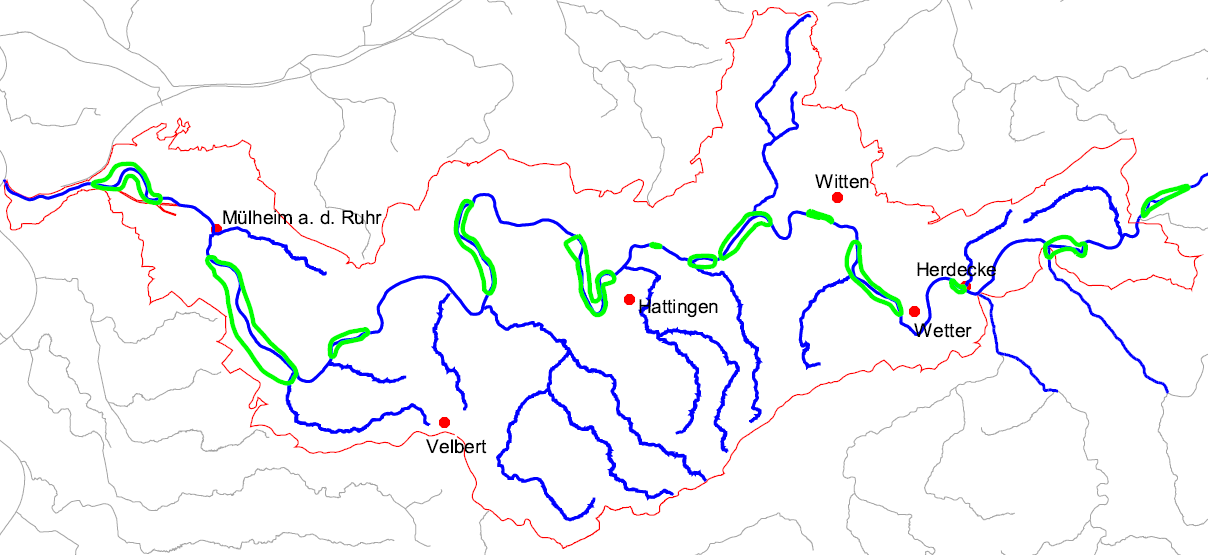 Witten
Mülheim a. d. Ruhr
Herdecke
Hattingen
Wetter
Velbert